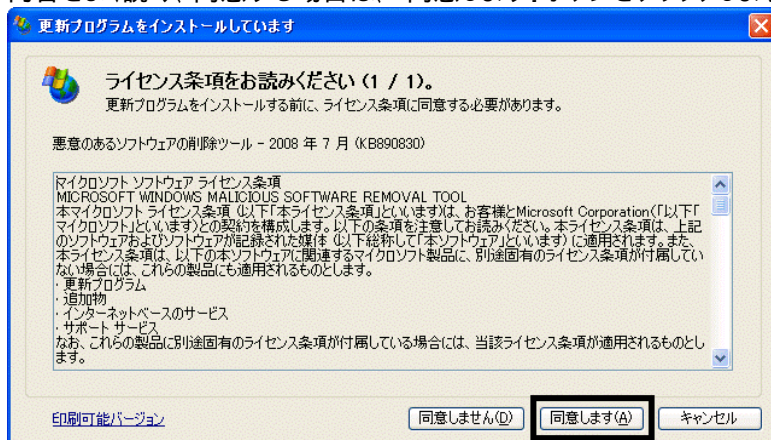 更新プログラムをインストールしています
ライセンス条項をお読みください (1 / 1)。
更新プログラムをインストールする前に、ライセンス条項に同意する必要があります。
悪意のあるソフトウェアの削除ツール - 2008 年 7 月 (KB890830)
マイクロソフト ソフトウェア ライセンス条項
MICROSOFT WINDOWS MALICIOUS SOFTWARE REMOVAL TOOL
本マイクロソフト ライセンス条項 (以下「本ライセンス条項」といいます)は、お客様とMicrosoft Corporation(「以下「
マイクロソフト」といいます)との契約を構成します。以下の条項を注意してお読みください。本ライセンス条項は、上記
のソフトウェアおよびソフトウェアが記録された媒体 (以下総称して「本ソフトウェア」といいます) に適用されます。また、
本ライセンス条項は、以下の本ソフトウェアに関連するマイクロソフト製品に、別途固有のライセンス条項が付属してい
ない場合には、これらの製品にも適用されるものとします。
・更新プログラム
・追加物
・インターネットベースのサービス
・サポート サービス
なお、これらの製品に別途固有のライセンス条項が付属している場合には、当該ライセンス条項が適用されるものとし
ます。
印刷可能バージョン
同意しません(D)
同意します(A)
キャンセル